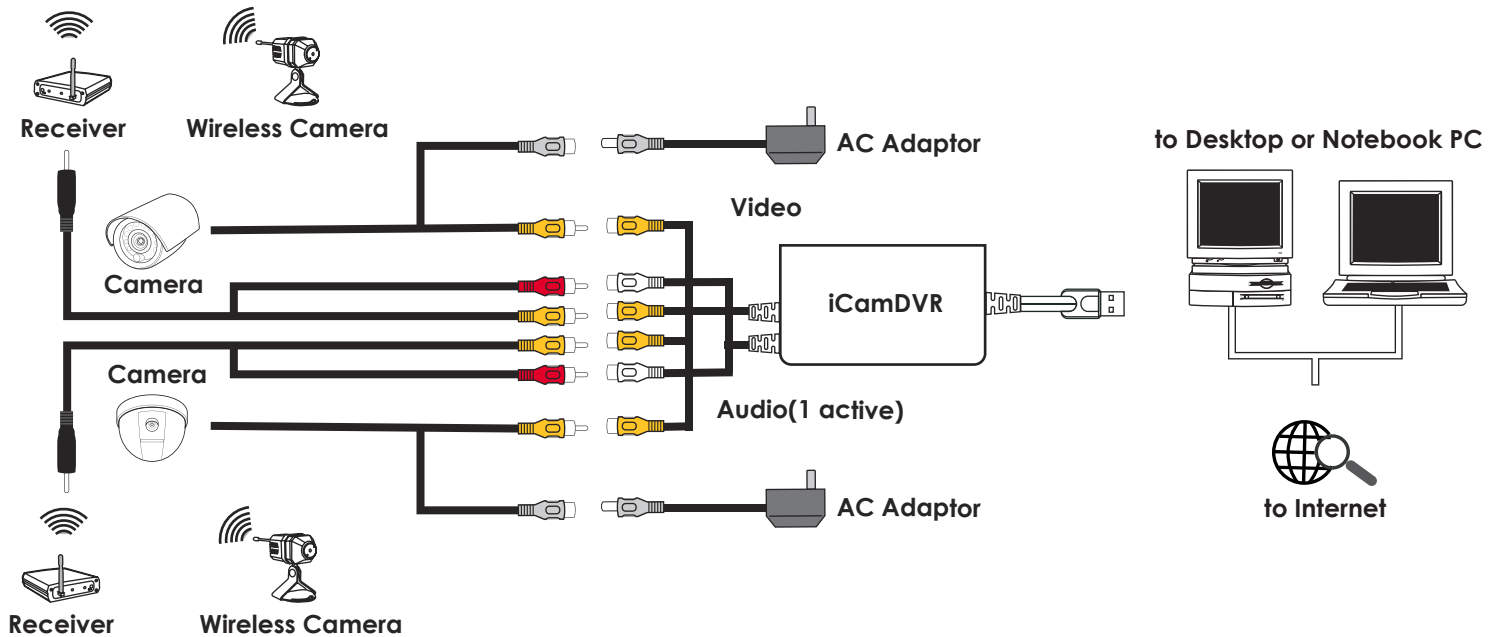 Receiver
Wireless Camera
AC Adaptor
to Desktop or Notebook PC
Video
Camera
iCamDVR
Camera
Audio(1 active)
AC Adaptor
to Internet
Receiver
Wireless Camera